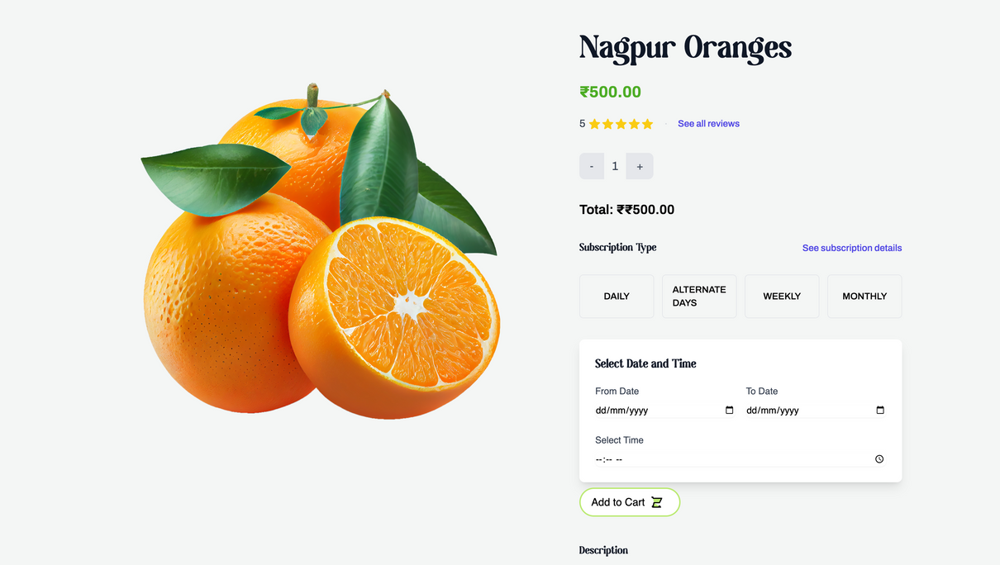 Nagpur Oranges
₹500.00
5 See all reviews
- 1 +
Total: ₹₹500.00
Subscription Type See subscription details
DAILY
ALTERNATE
DAYS
WEEKLY
MONTHLY
Select Date and Time
From Date To Date
dd/mm/yyyy dd/mm/yyyy
Select Time
--:-- --
Add to Cart
Description